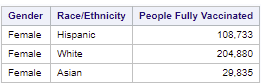 Gender Race/Ethnicity People Fully Vaccinated
Female Hispanic 108,733
Female White 204,880
Female Asian 29,835